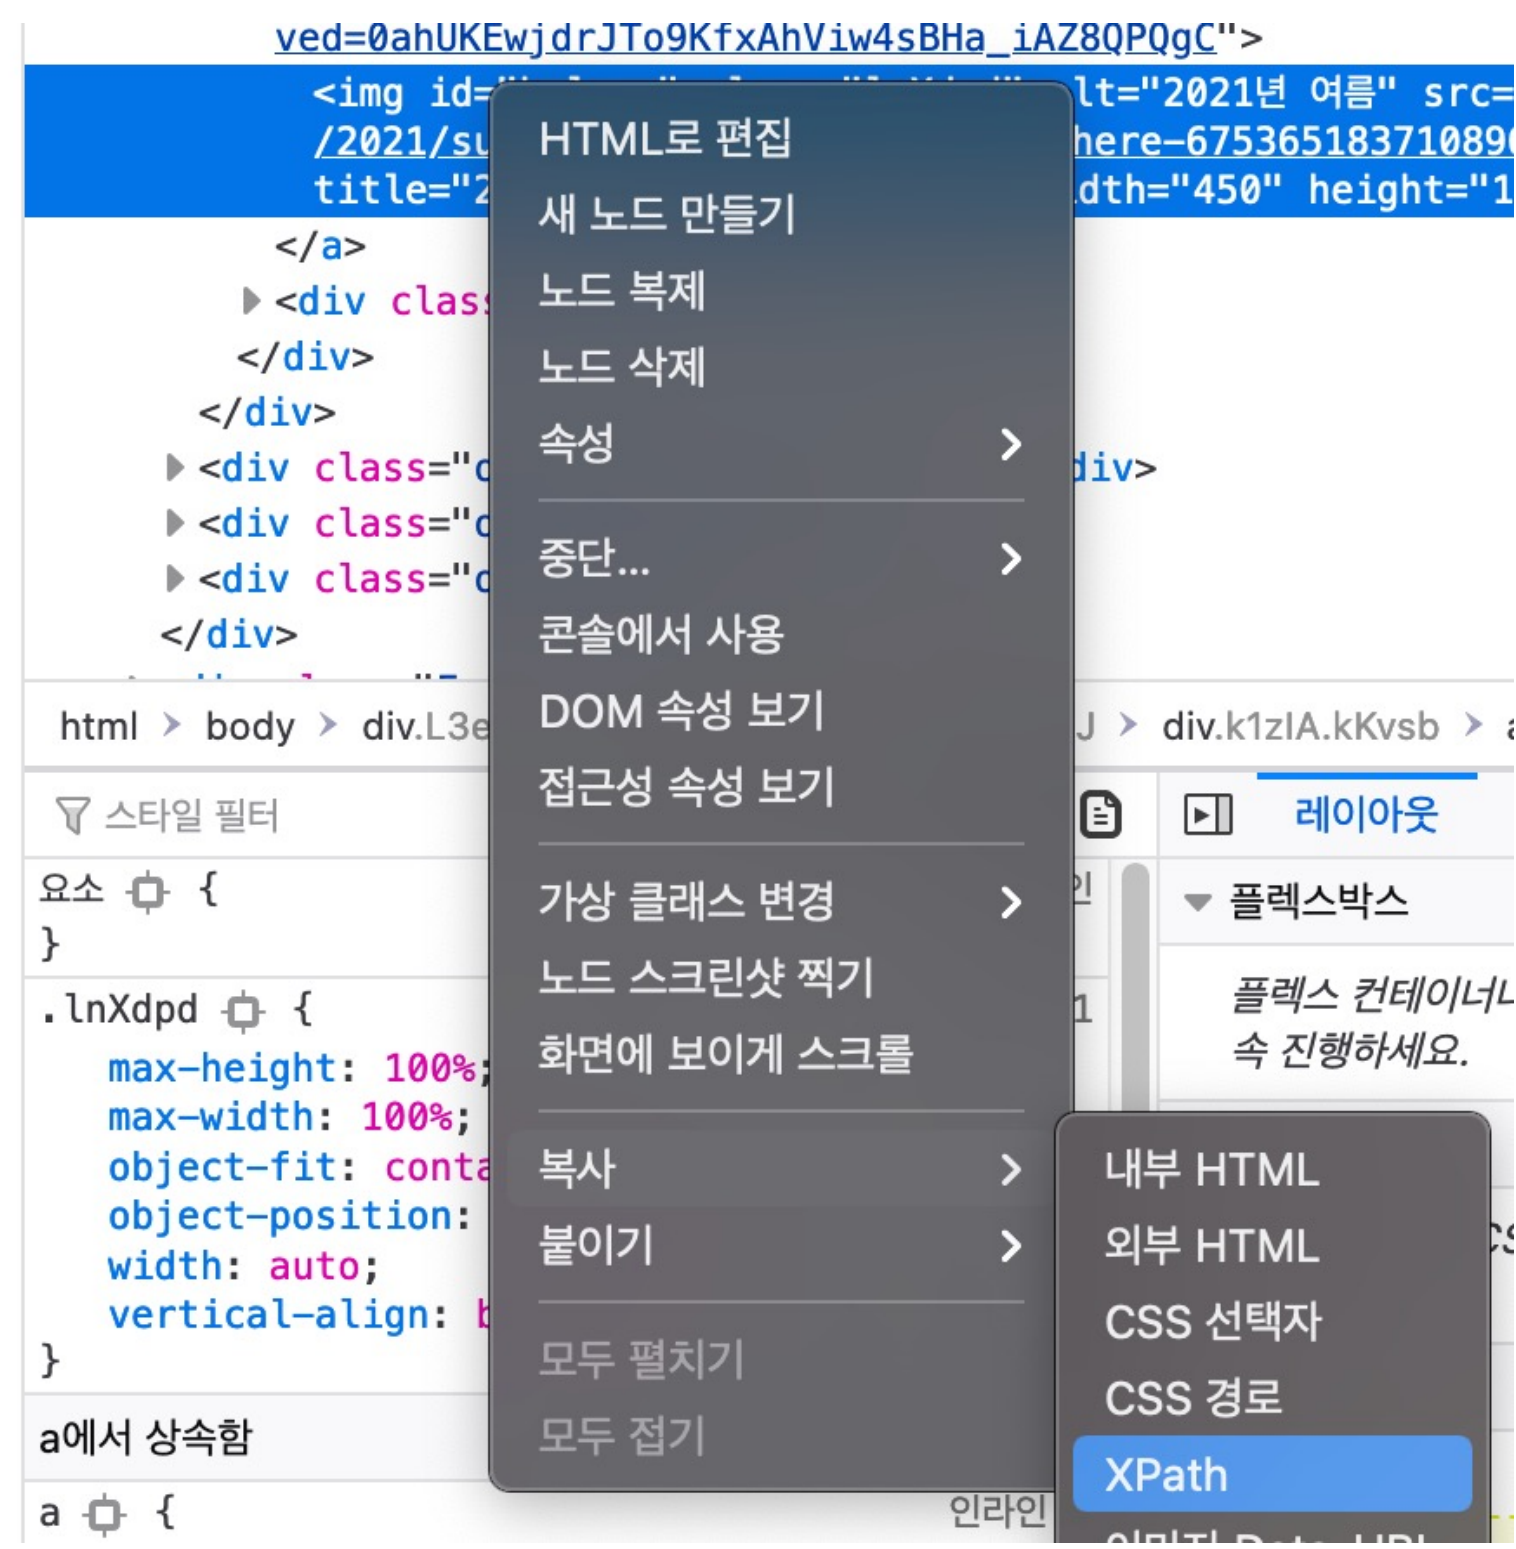 ved=0ahUKEwjdrJTo9KfxAhViw4sBHa_iAZ8QPQgC">
<img id= lt="2021년 여름" src=
/2021/su here-6753651837108
title="2 dth="450" height="1
</a>
<div clas
</div>
</div>
<div class=" div>
<div class="
<div class="
</div>
html body div.L3e J div.k1zIA.kKvsb
HTML로 편집
새 노드 만들기
노드 복제
노드 삭제
속성
중단...
콘솔에서 사용
DOM 속성 보기
접근성 속성 보기
가상 클래스 변경
노드 스크린샷 찍기
화면에 보이게 스크롤
복사
붙이기
모두 펼치기
모두 접기
내부 HTML
외부 HTML
CSS 선택자
CSS 경로
XPath
스타일 필터
요소 {
}
.lnXdpd { 1
max-height: 100%;
max-width: 100%;
object-fit: conta
object-position:
width: auto;
vertical-align:
}
a에서 상속함
a { 인라인
레이아웃
플렉스박스
플렉스 컨테이너
속 진행하세요.